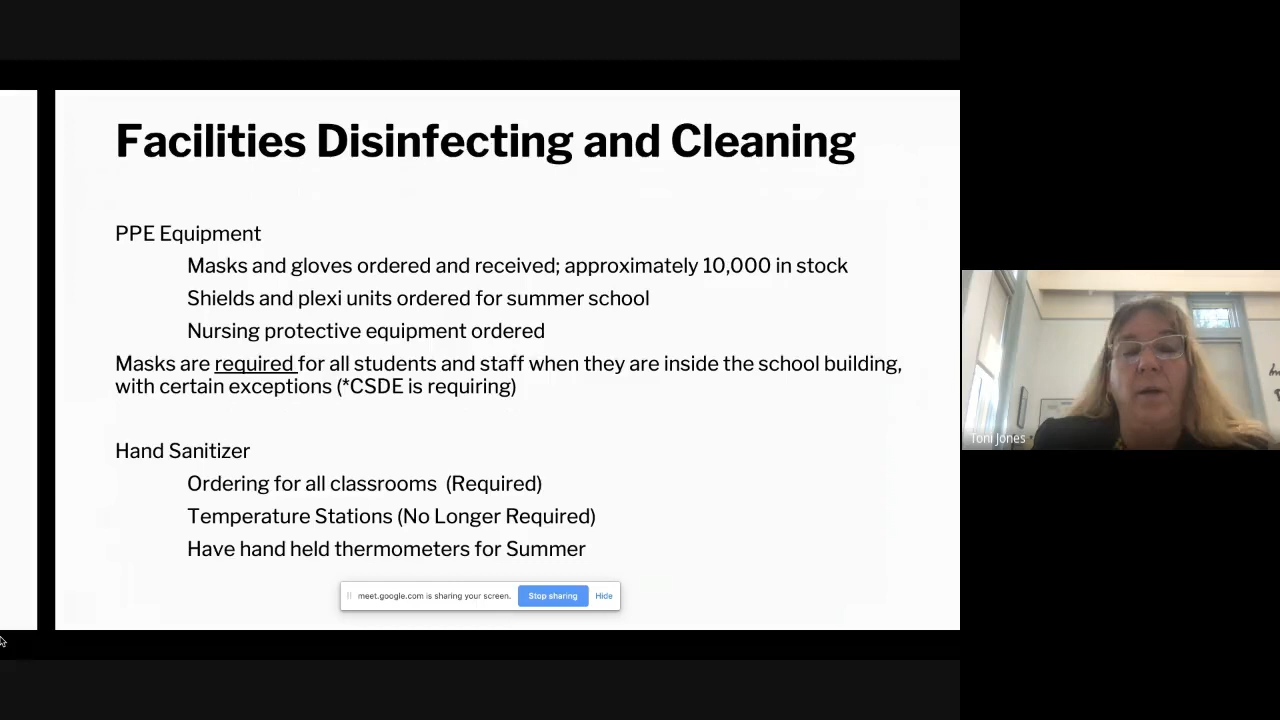 Facilities Disinfecting and Cleaning
PPE Equipment
Masks and gloves ordered and received; approximately 10,000 in stock
Shields and plexi units ordered for summer school
Nursing protective equipment ordered
Masks are required for all students and staff when they are inside the school building,
with certain exceptions (*CSDE is requiring)
Hand Sanitizer
Ordering for all classrooms (Required)
Temperature Stations (No Longer Required)
Have hand held thermometers for Summer
meet.google.com is sharing your screen. Stop sharing Hide
Toni Jones